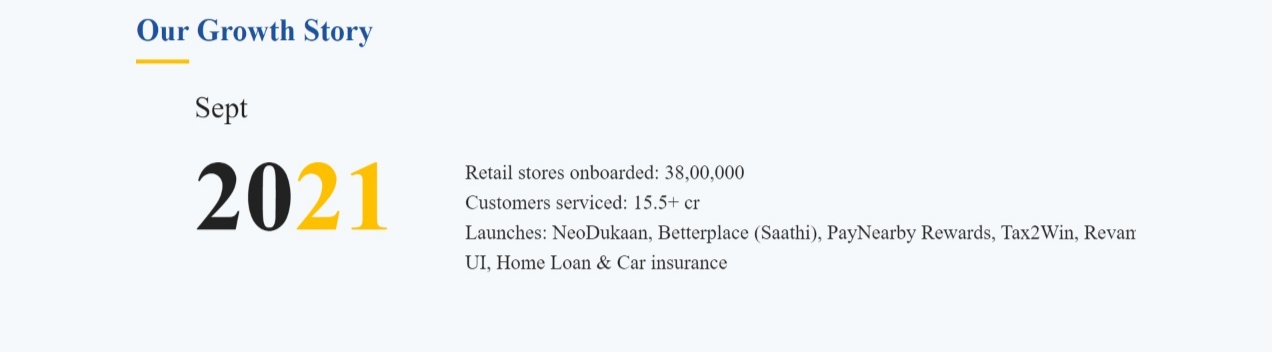 Our Growth Story
Sept
2021
Retail stores onboarded: 38,00,000
Customers serviced: 15.5+ cr
Launches: NeoDukaan, Betterplace (Saathi), PayNearby Rewards, Tax2Win,
UI, Home Loan & Car insurance